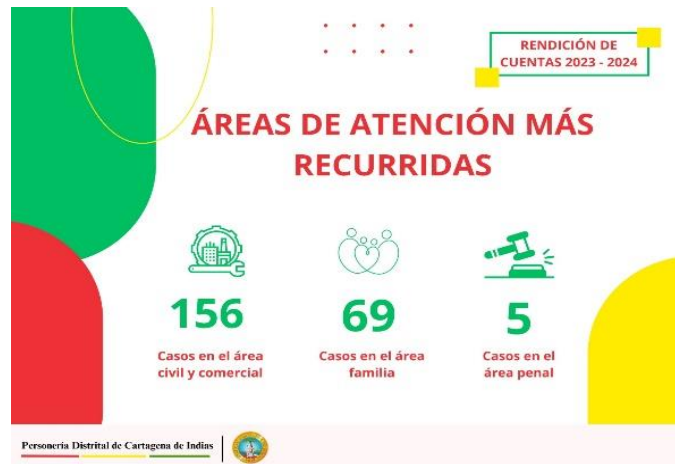 RENDICIÓN DE
CUENTAS 2023 - 2024
ÁREAS DE ATENCIÓN MÁS
RECURRIDAS
156
Casos en el área
civil y comercial
69
Casos en el área
familia
5
Casos en el
área penal
Personería Distrital de Cartagena de Indias